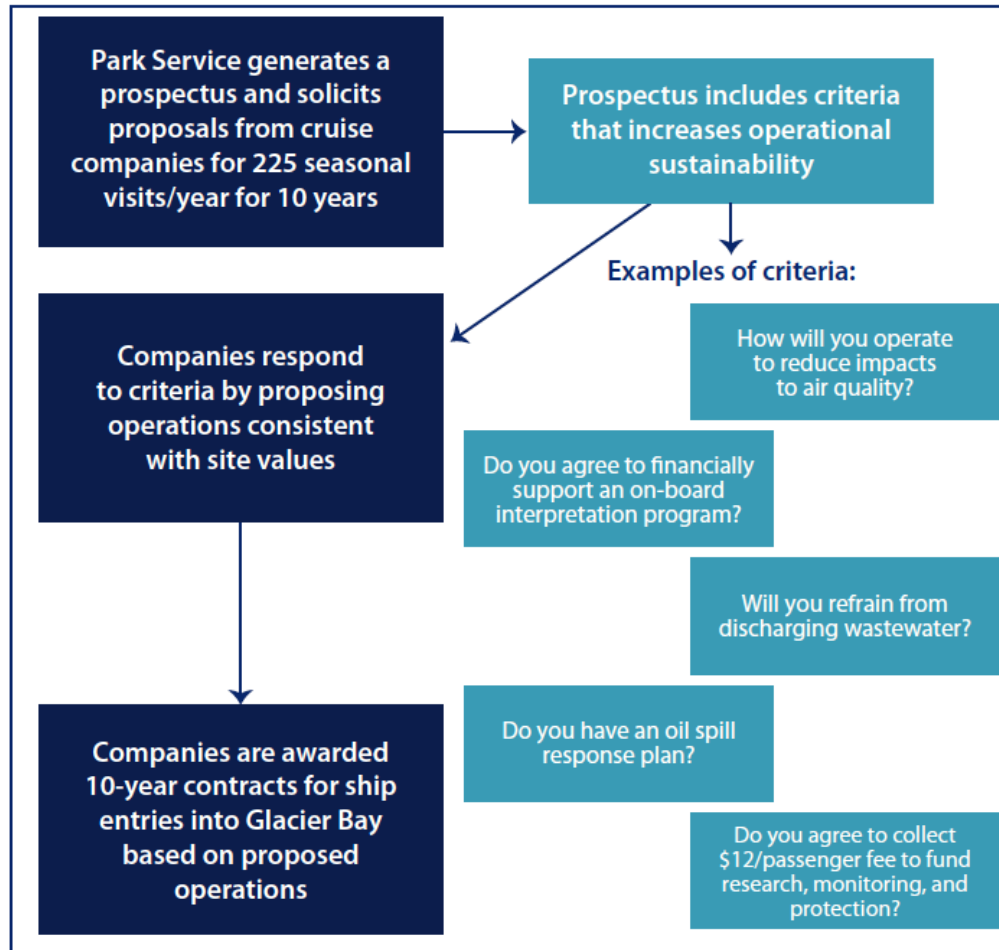 Park Service generates a
prospectus and solicits
proposals from cruise
companies for 225 seasonal
visits/year for 10 years
Prospectus includes criteria
that increases operational
sustainability
Examples of criteria:
How will you operate
to reduce impacts
to air quality?
Companies respond
to criteria by proposing
operations consistent
with site values
Do you agree to financially
support an on-board
interpretation program?
Will you refrain from
discharging wastewater?
Do you have an oil spill
response plan?
Companies are awarded
10-year contracts for ship
entries into Glacier Bay
based on proposed
operations
Do you agree to collect
$12/passenger fee to fund
research, monitoring, and
protection?